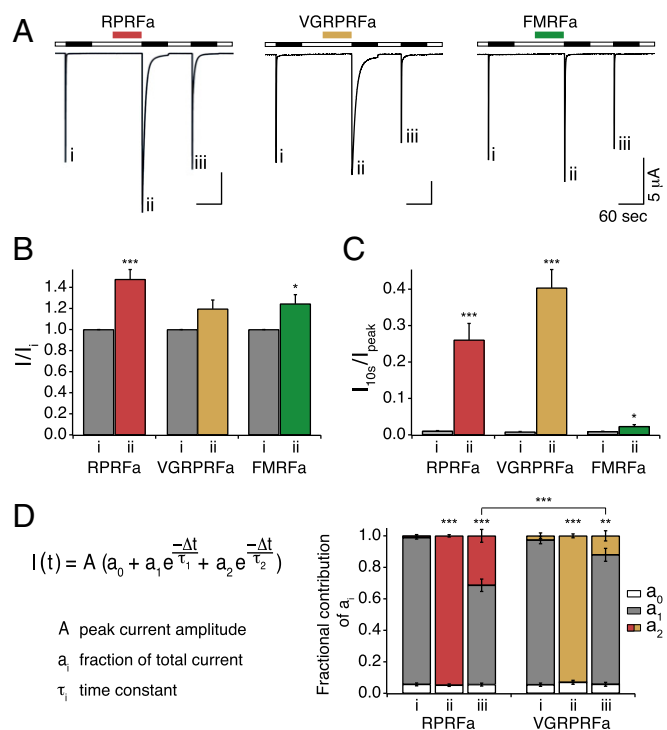 A
RPRFa
VGRPRFa
FMRFa
i
ii
iii
i
ii
iii
i
ii
iii
5 μA
60 sec
B
I/Iᵢ
1.4
1.2
1.0
0.8
0.6
0.4
0.2
0.0
***
*
i ii i ii i ii
RPRFa VGRPRFa FMRFa
C
I₁₀ₛ/Iₚₑₐₖ
0.4
0.3
0.2
0.1
0.0
***
***
*
i ii i ii i ii
RPRFa VGRPRFa FMRFa
D
I (t) = A (a₀ + a₁e^(-Δt/τ₁) + a₂e^(-Δt/τ₂))
A peak current amplitude
aᵢ fraction of total current
τᵢ time constant
Fractional contribution
of aᵢ
1.0
0.8
0.6
0.4
0.2
0.0
***
*** *** *** **
a₀
a₁
a₂
i ii iii i ii iii
RPRFa VGRPRFa